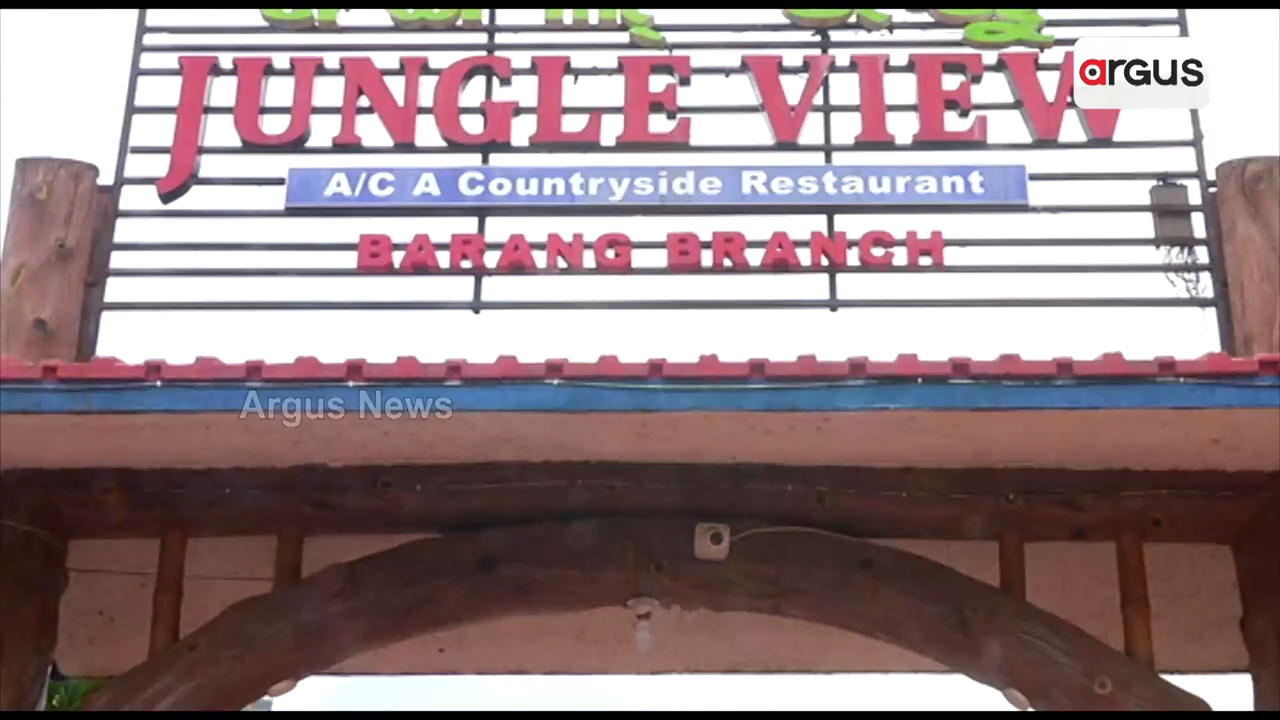 JUNGLE VIEW
argus
A/C A Countryside Restaurant
BARANG BRANCH
Argus News